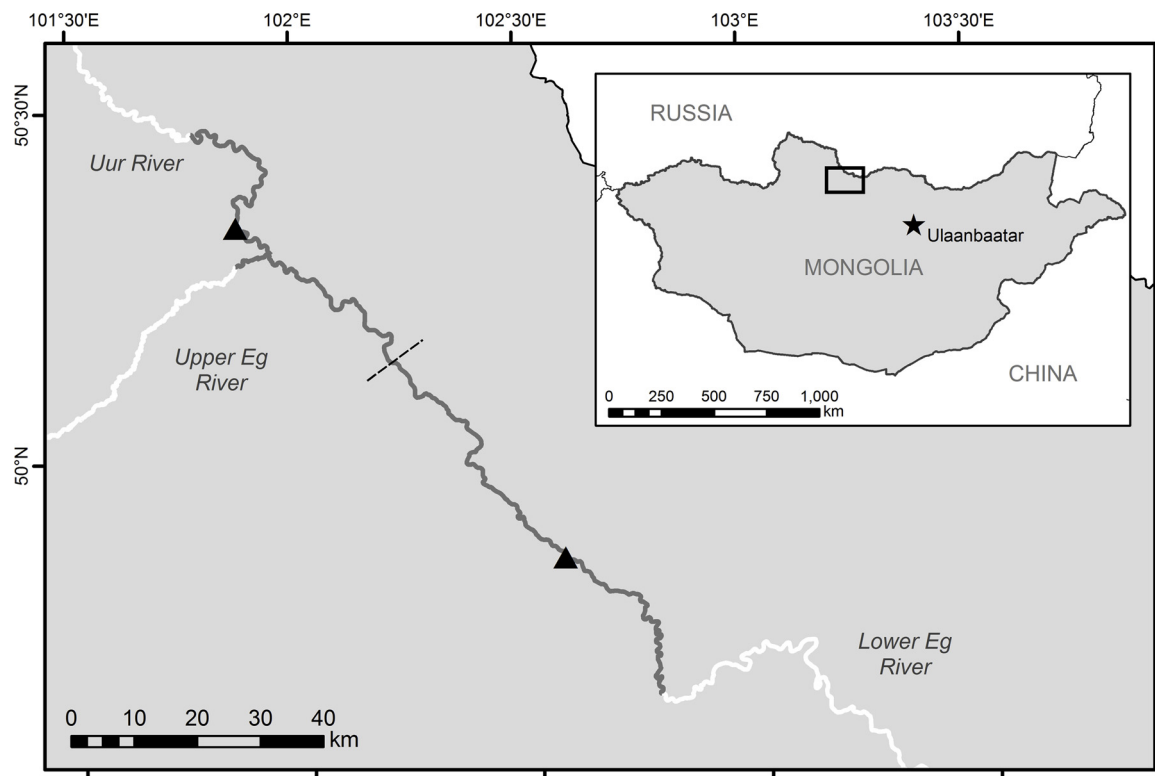 101°30'E 102°E 102°30'E 103°E 103°30'E
50°30'N
50°N
Uur River
Upper Eg
River
Lower Eg
River
0 10 20 30 40
km
RUSSIA
Ulaanbaatar
MONGOLIA
CHINA
0 250 500 750 1,000
km